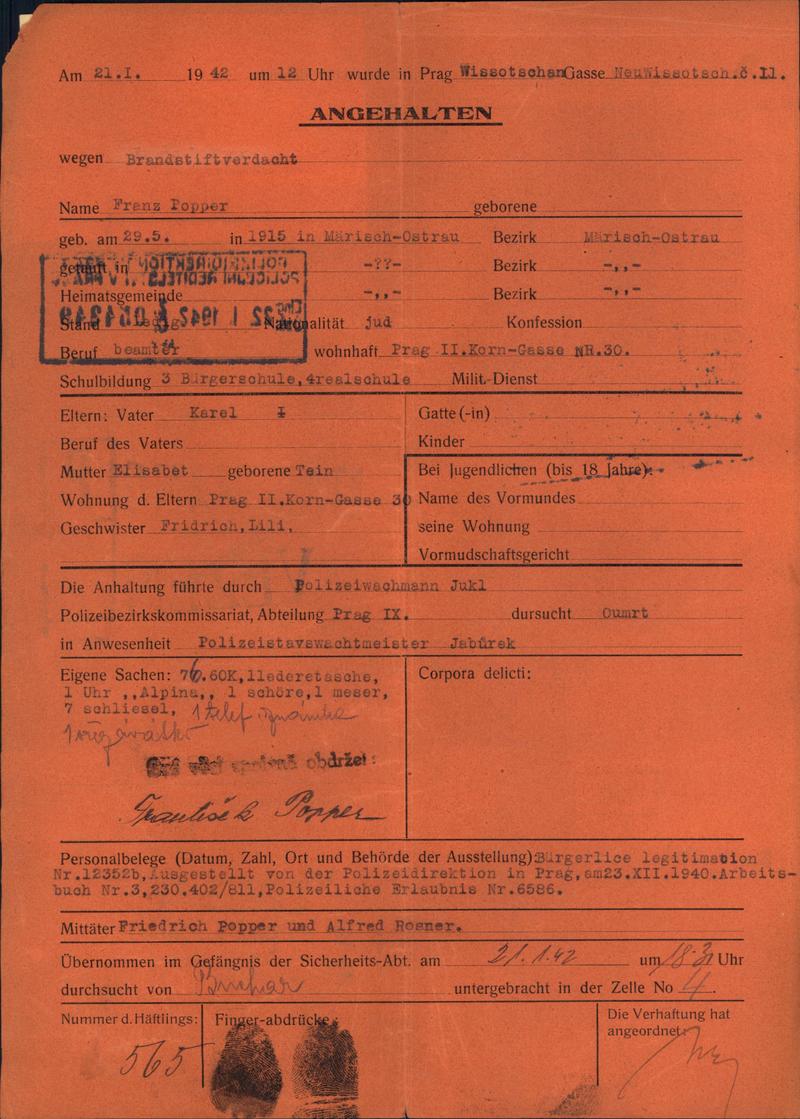 Am 21.I. 1942 um 12 Uhr wurde in Prag Wissotschan Gasse NeuWissotsch.č.11.
ANGEHALTEN
wegen Brandstiftverdacht
Name Franz Popper geborene
geb. am 29.5. in 1915 in Märisch-Ostrau Bezirk Märisch-Ostrau
getauft in -??- Bezirk -,,-
Heimatsgemeinde -,,- Bezirk -,,-
Stand ledig Nationalität jud Konfession
Beruf beamter wohnhaft Prag II.Korn-Gasse NR.30.
Schulbildung 3 Bürgerschule,4realschule Milit.-Dienst
Eltern: Vater Karel
Beruf des Vaters
Mutter Elisabet geborene Tein
Wohnung d. Eltern Prag II.Korn-Gasse 30
Geschwister Fridrich,Lili,
Gatte (-in)
Kinder
Bei Jugendlichen (bis 18 Jahre):
Name des Vormundes
seine Wohnung
Vormudschaftsgericht
Die Anhaltung führte durch Polizeiwachmann Jukl
Polizeibezirkskommissariat, Abteilung Prag IX. dursucht Oumrt
in Anwesenheit Polizeistavswachtmeister Jabůrek
Eigene Sachen: 76.60K,1lederetasche,
1 Uhr ,,Alpina,, 1 schöre,1 meser,
7 schliesel, 1 telef. známka
obdržel:
František Popper
Corpora delicti:
Personalbelege (Datum, Zahl, Ort und Behörde der Ausstellung):Bürgerlice legitimation
Nr.12352b,Ausgestellt von der Polizeidirektion in Prag,am23.XII.1940.Arbeits-
buch Nr.3,230.402/811,Polizeiliche Erlaubnis Nr.6586.
Mittäter Friedrich Popper und Alfred Rosner.
Übernommen im Gefängnis der Sicherheits-Abt. am 21.1.42 um 18.31 Uhr
durchsucht von untergebracht in der Zelle No 4.
Nummer d. Häftlings: 565
Finger-abdrücke:
Die Verhaftung hat
angeordnet: